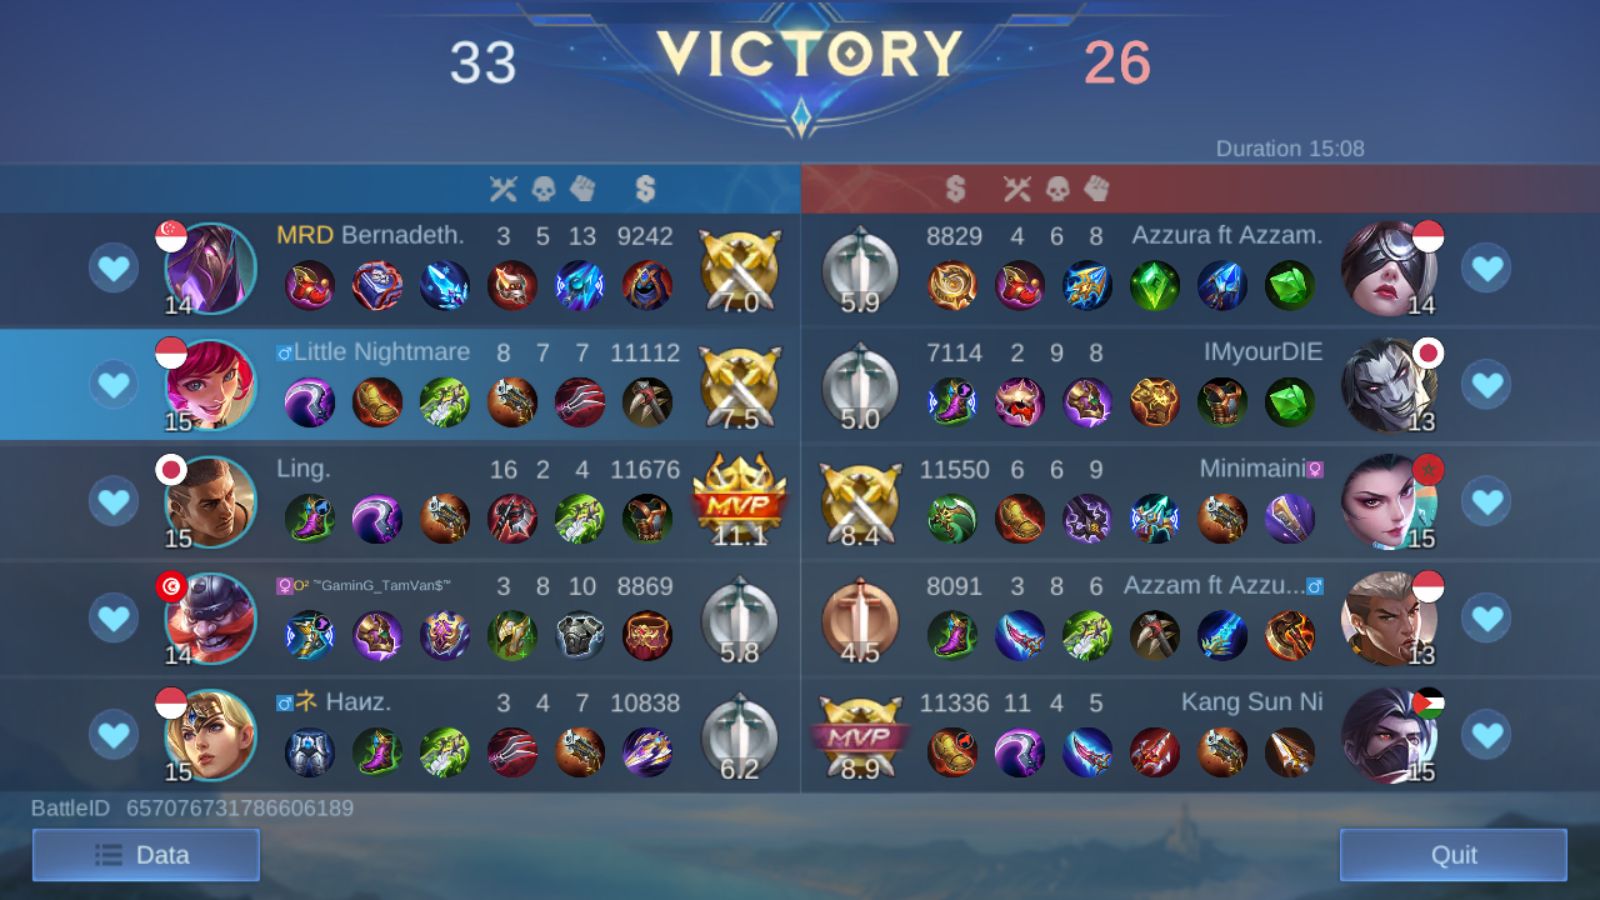 33 VICTORY 26
Duration 15:08
MRD Bernadeth. 3 5 13 9242
14 7.0
5.9 8829 4 6 8 Azzura ft Azzam.
14
♂Little Nightmare 8 7 7 11112
15 7.5
5.0 7114 2 9 8 IMyourDIE
13
Ling. 16 2 4 11676
15 MVP 11.1
8.4 11550 6 6 9 Minimaini♀
15
♀O² ™GaminG_TamVan$™ 3 8 10 8869
14 5.8
4.5 8091 3 8 6 Azzam ft Azzu...♂
13
♂ネ Haиz. 3 4 7 10838
15 6.2
MVP 8.9 11336 11 4 5 Kang Sun Ni
15
BattleID 657076731786606189
Data
Quit